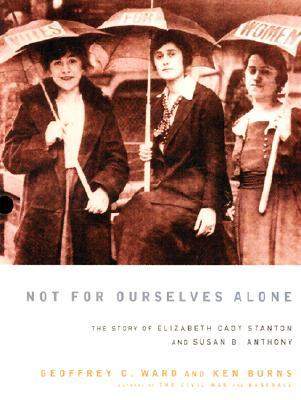 VOTES FOR WOMEN
NOT FOR OURSELVES ALONE
THE STORY OF ELIZABETH CADY STANTON
AND SUSAN B. ANTHONY
GEOFFREY C. WARD AND KEN BURNS
AUTHORS OF THE CIVIL WAR AND BASEBALL